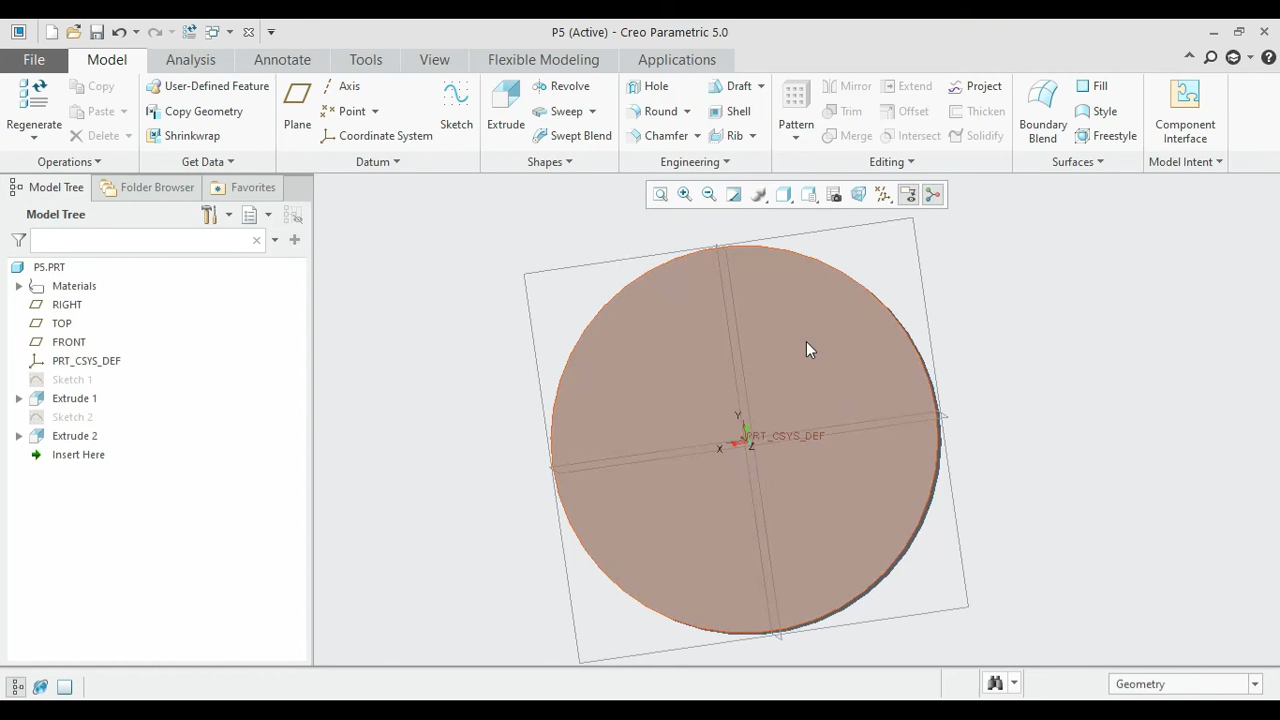 P5 (Active) - Creo Parametric 5.0
File Model Analysis Annotate Tools View Flexible Modeling Applications
Regenerate
Copy
Paste
Delete
Operations
User-Defined Feature
Copy Geometry
Shrinkwrap
Get Data
Plane
Axis
Point
Coordinate System
Sketch
Datum
Extrude
Revolve
Sweep
Swept Blend
Shapes
Hole
Round
Chamfer
Draft
Shell
Rib
Engineering
Pattern
Mirror
Trim
Merge
Extend
Offset
Intersect
Project
Thicken
Solidify
Editing
Boundary
Blend
Fill
Style
Freestyle
Surfaces
Component
Interface
Model Intent
Model Tree Folder Browser Favorites
Model Tree
P5.PRT
Materials
RIGHT
TOP
FRONT
PRT_CSYS_DEF
Sketch 1
Extrude 1
Sketch 2
Extrude 2
Insert Here
Y
PRT_CSYS_DEF
X Z
Geometry